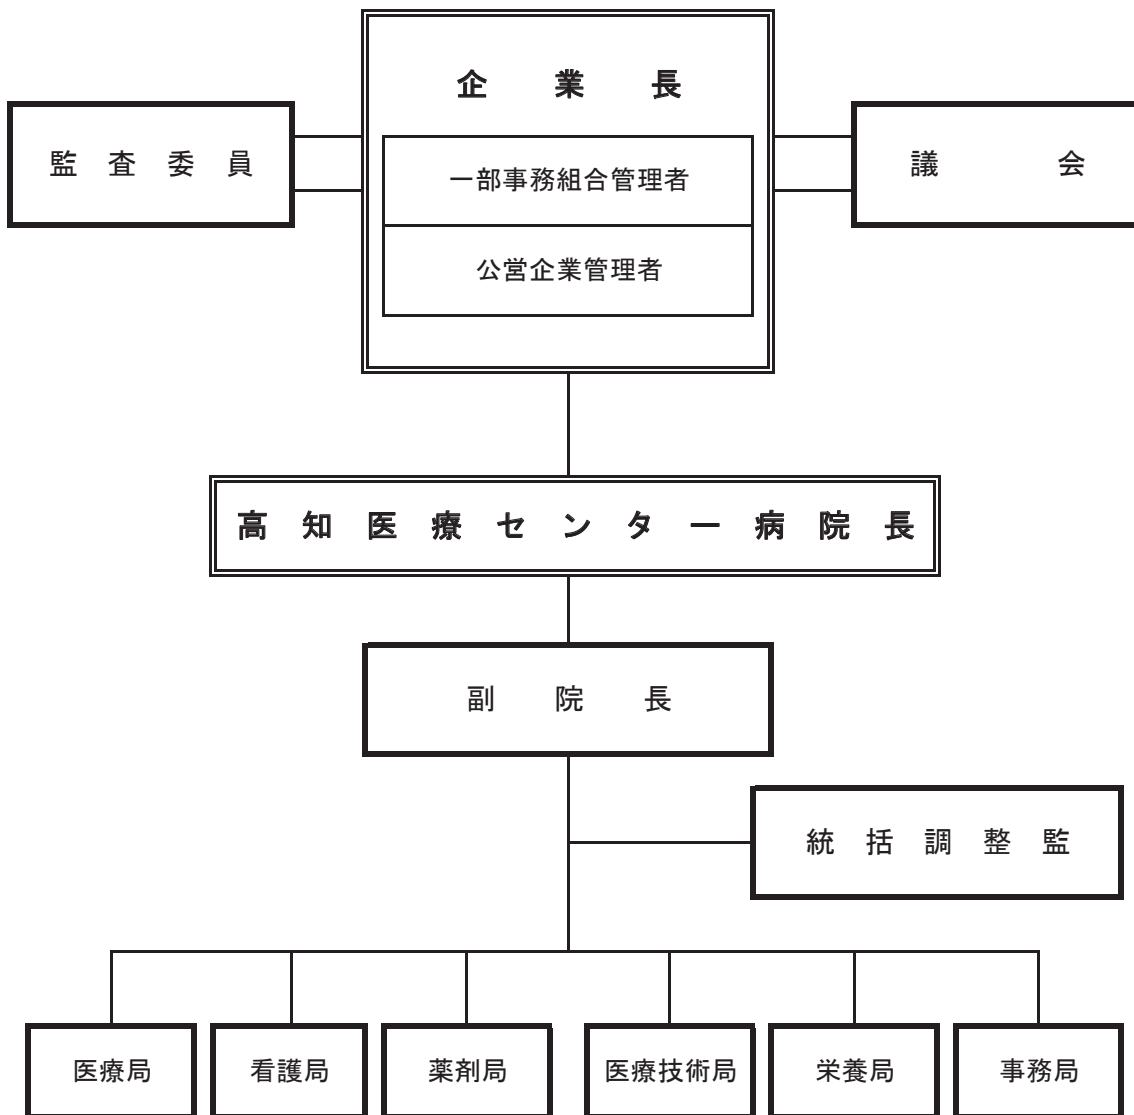 企業長
監査委員
議会
一部事務組合管理者
公営企業管理者
高知医療センター病院長
副院長
統括調整監
医療局
看護局
薬剤局
医療技術局
栄養局
事務局